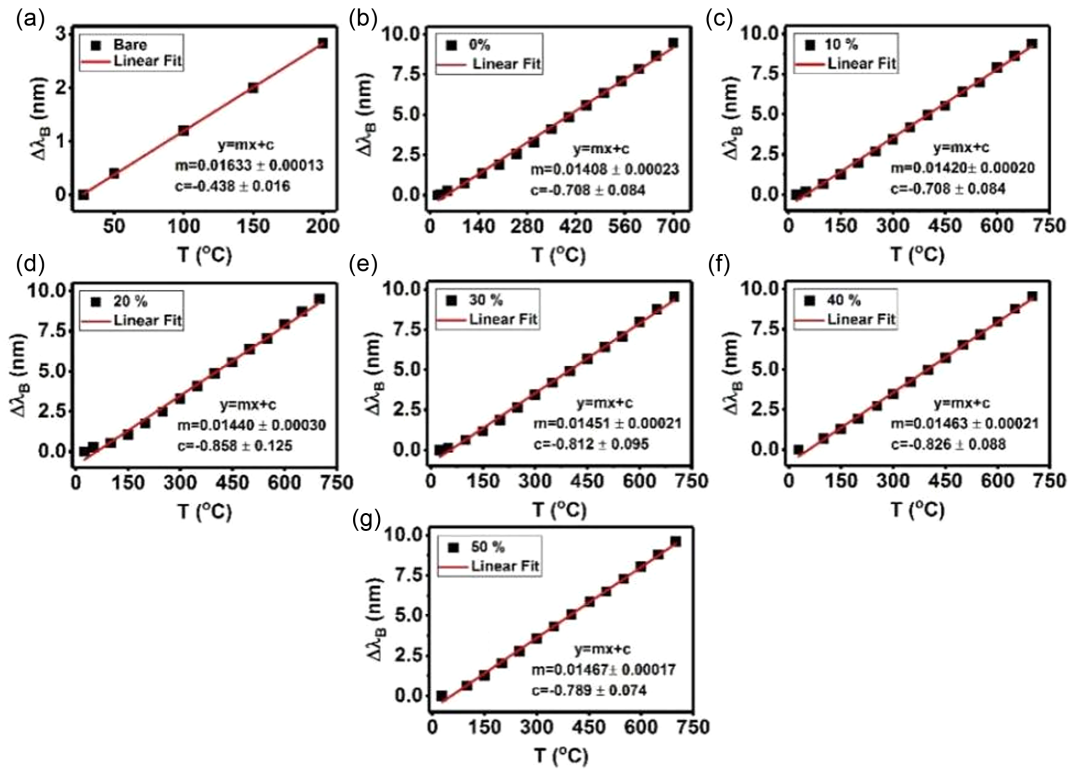 (a)
Bare
Linear Fit
3
2
1
0
ΔλB (nm)
y=mx+c
m=0.01633 ± 0.00013
c=-0.438 ± 0.016
50 100 150 200
T (°C)
(b)
0%
Linear Fit
10.0
7.5
5.0
2.5
0.0
ΔλB (nm)
y=mx+c
m=0.01408 ± 0.00023
c=-0.708 ± 0.084
0 140 280 420 560 700
T (°C)
(c)
10 %
Linear Fit
10.0
7.5
5.0
2.5
0.0
ΔλB (nm)
y=mx+c
m=0.01420± 0.00020
c=-0.708 ± 0.084
0 150 300 450 600 750
T (°C)
(d)
20 %
Linear Fit
10.0
7.5
5.0
2.5
0.0
ΔλB (nm)
y=mx+c
m=0.01440 ± 0.00030
c=-0.858 ± 0.125
0 150 300 450 600 750
T (°C)
(e)
30 %
Linear Fit
10.0
7.5
5.0
2.5
0.0
ΔλB (nm)
y=mx+c
m=0.01451 ± 0.00021
c=-0.812 ± 0.095
0 150 300 450 600 750
T (°C)
(f)
40 %
Linear Fit
10.0
7.5
5.0
2.5
0.0
ΔλB (nm)
y=mx+c
m=0.01463 ± 0.00021
c=-0.826 ± 0.088
0 150 300 450 600 750
T (°C)
(g)
50 %
Linear Fit
10.0
7.5
5.0
2.5
0.0
ΔλB (nm)
y=mx+c
m=0.01467± 0.00017
c=-0.789 ± 0.074
0 150 300 450 600 750
T (°C)